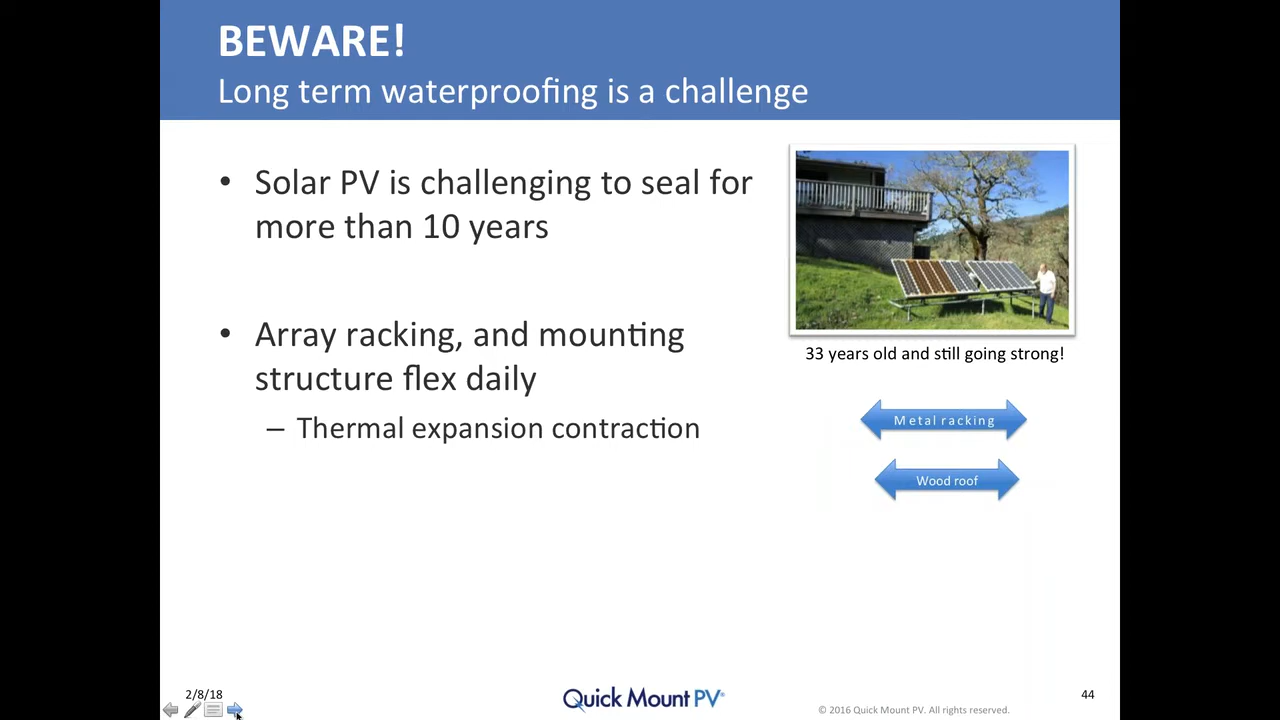 BEWARE!
Long term waterproofing is a challenge
• Solar PV is challenging to seal for
more than 10 years
• Array racking, and mounting
structure flex daily
– Thermal expansion contraction
33 years old and still going strong!
Metal racking
Wood roof
2/8/18
Quick Mount PV®
44
© 2016 Quick Mount PV. All rights reserved.